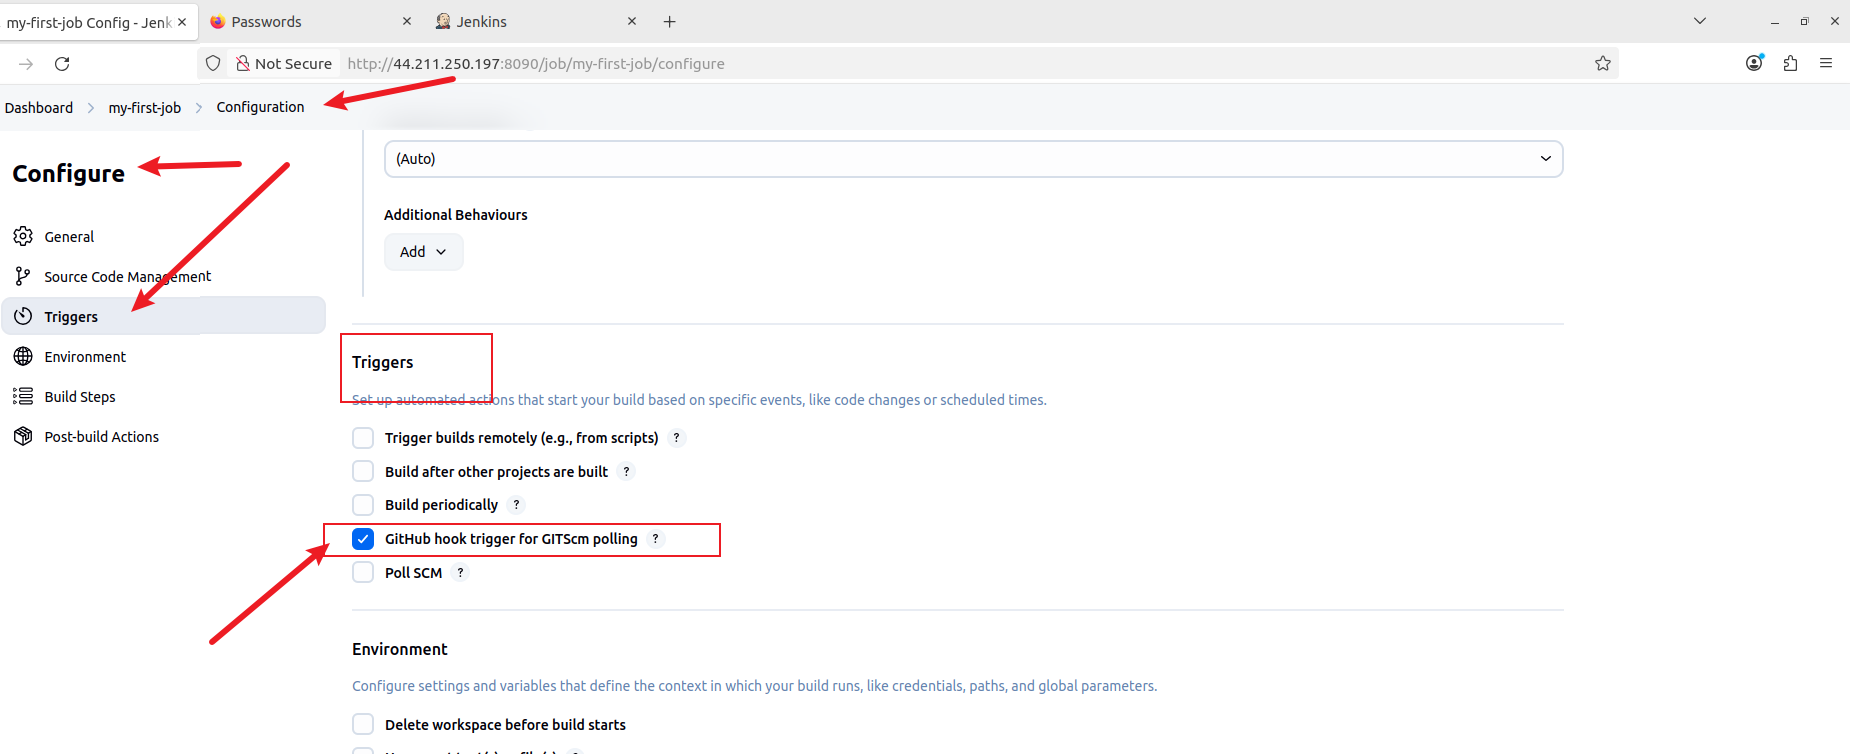 my-first-job Config - Jenk
Passwords
Jenkins
Not Secure
http://44.211.250.197:8090/job/my-first-job/configure
Dashboard
my-first-job
Configuration
Configure
General
Source Code Management
Triggers
Environment
Build Steps
Post-build Actions
(Auto)
Additional Behaviours
Add
Triggers
Set up automated actions that start your build based on specific events, like code changes or scheduled times.
Trigger builds remotely (e.g., from scripts) ?
Build after other projects are built ?
Build periodically ?
GitHub hook trigger for GITScm polling ?
Poll SCM ?
Environment
Configure settings and variables that define the context in which your build runs, like credentials, paths, and global parameters.
Delete workspace before build starts